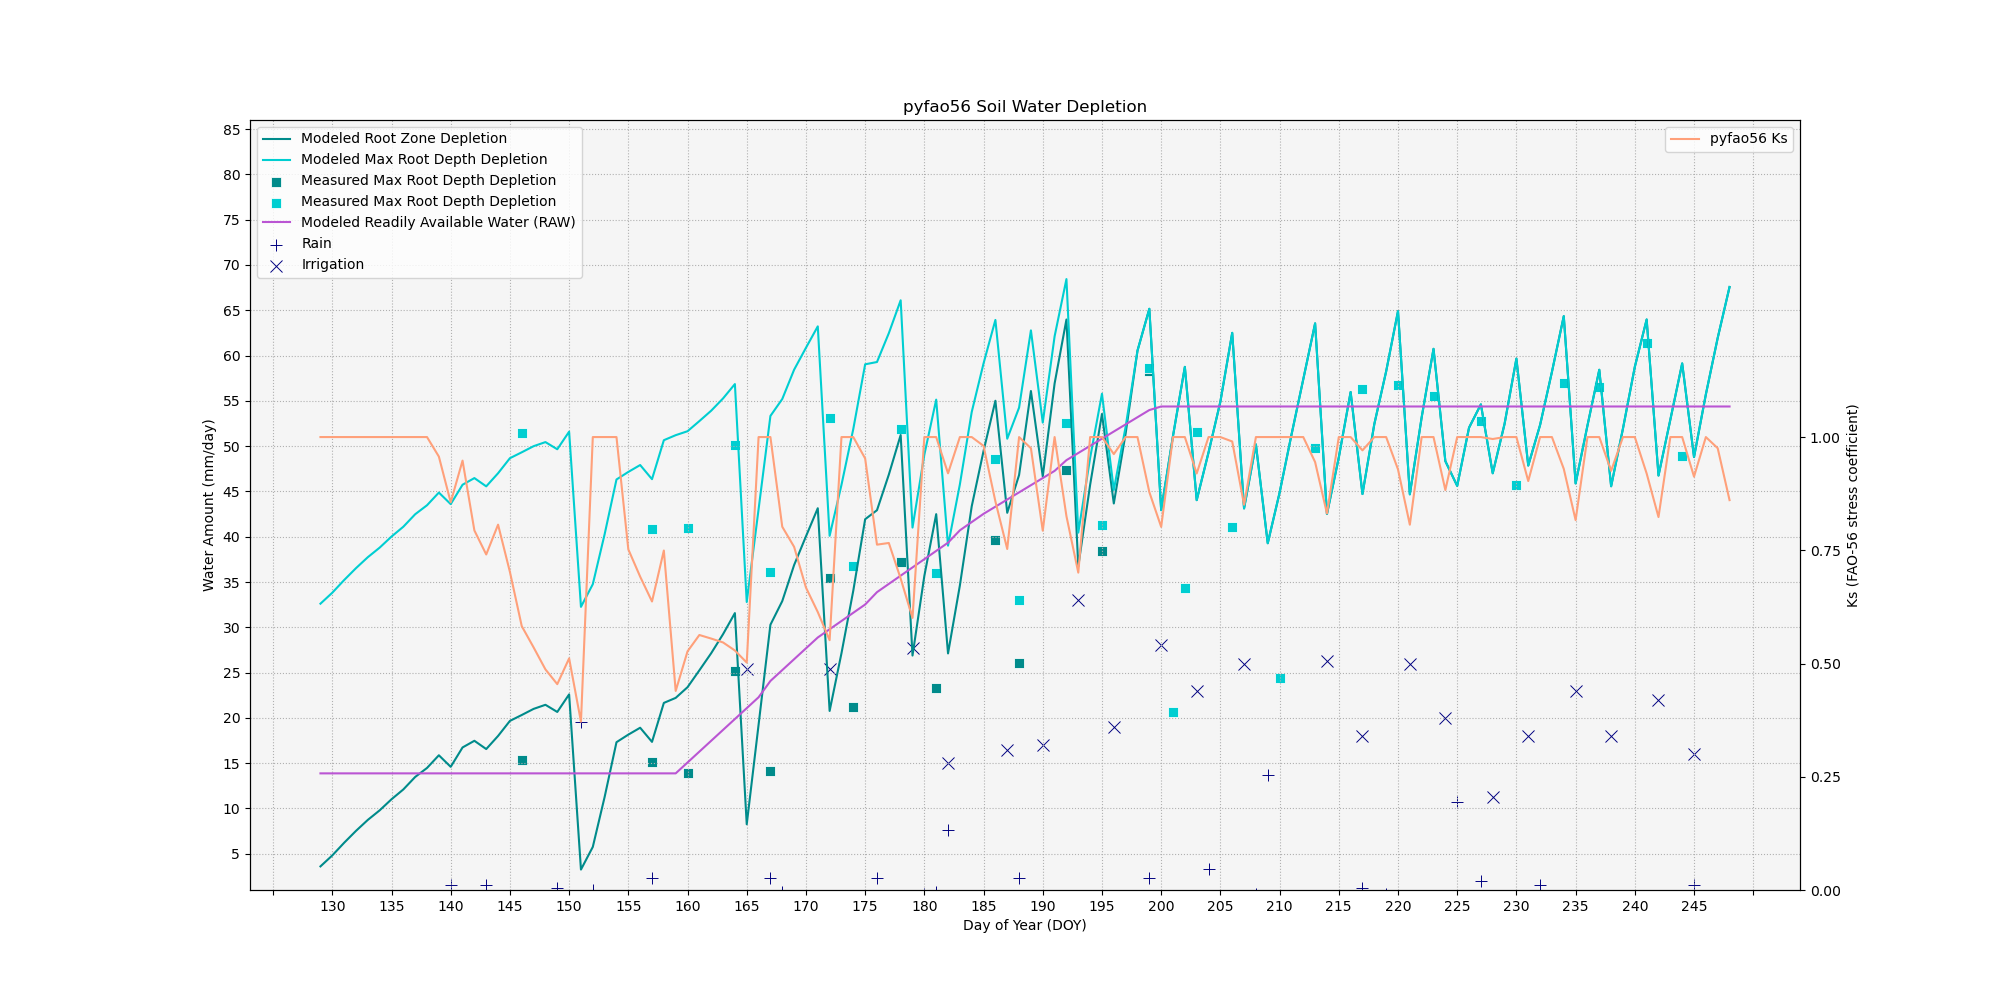 pyfao56 Soil Water Depletion
Modeled Root Zone Depletion
Modeled Max Root Depth Depletion
Measured Max Root Depth Depletion
Measured Max Root Depth Depletion
Modeled Readily Available Water (RAW)
Rain
Irrigation
pyfao56 Ks
Water Amount (mm/day)
85
80
75
70
65
60
55
50
45
40
35
30
25
20
15
10
5
1.00
0.75
0.50
0.25
0.00
Ks (FAO-56 stress coefficient)
130 135 140 145 150 155 160 165 170 175 180 185 190 195 200 205 210 215 220 225 230 235 240 245
Day of Year (DOY)